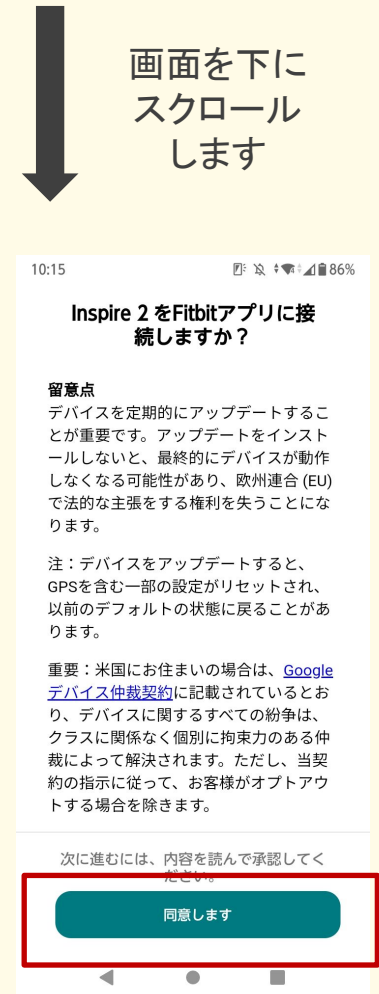 画面を下に
スクロール
します
10:15
86%
Inspire 2 をFitbitアプリに接
続しますか？
留意点
デバイスを定期的にアップデートするこ
とが重要です。アップデートをインスト
ールしないと、最終的にデバイスが動作
しなくなる可能性があり、欧州連合 (EU)
で法的な主張をする権利を失うことにな
ります。
注：デバイスをアップデートすると、
GPSを含む一部の設定がリセットされ、
以前のデフォルトの状態に戻ることがあ
ります。
重要：米国にお住まいの場合は、Google
デバイス仲裁契約に記載されているとお
り、デバイスに関するすべての紛争は、
クラスに関係なく個別に拘束力のある仲
裁によって解決されます。ただし、当契
約の指示に従って、お客様がオプトアウ
トする場合を除きます。
次に進むには、内容を読んで承認してく
ださい。
同意します